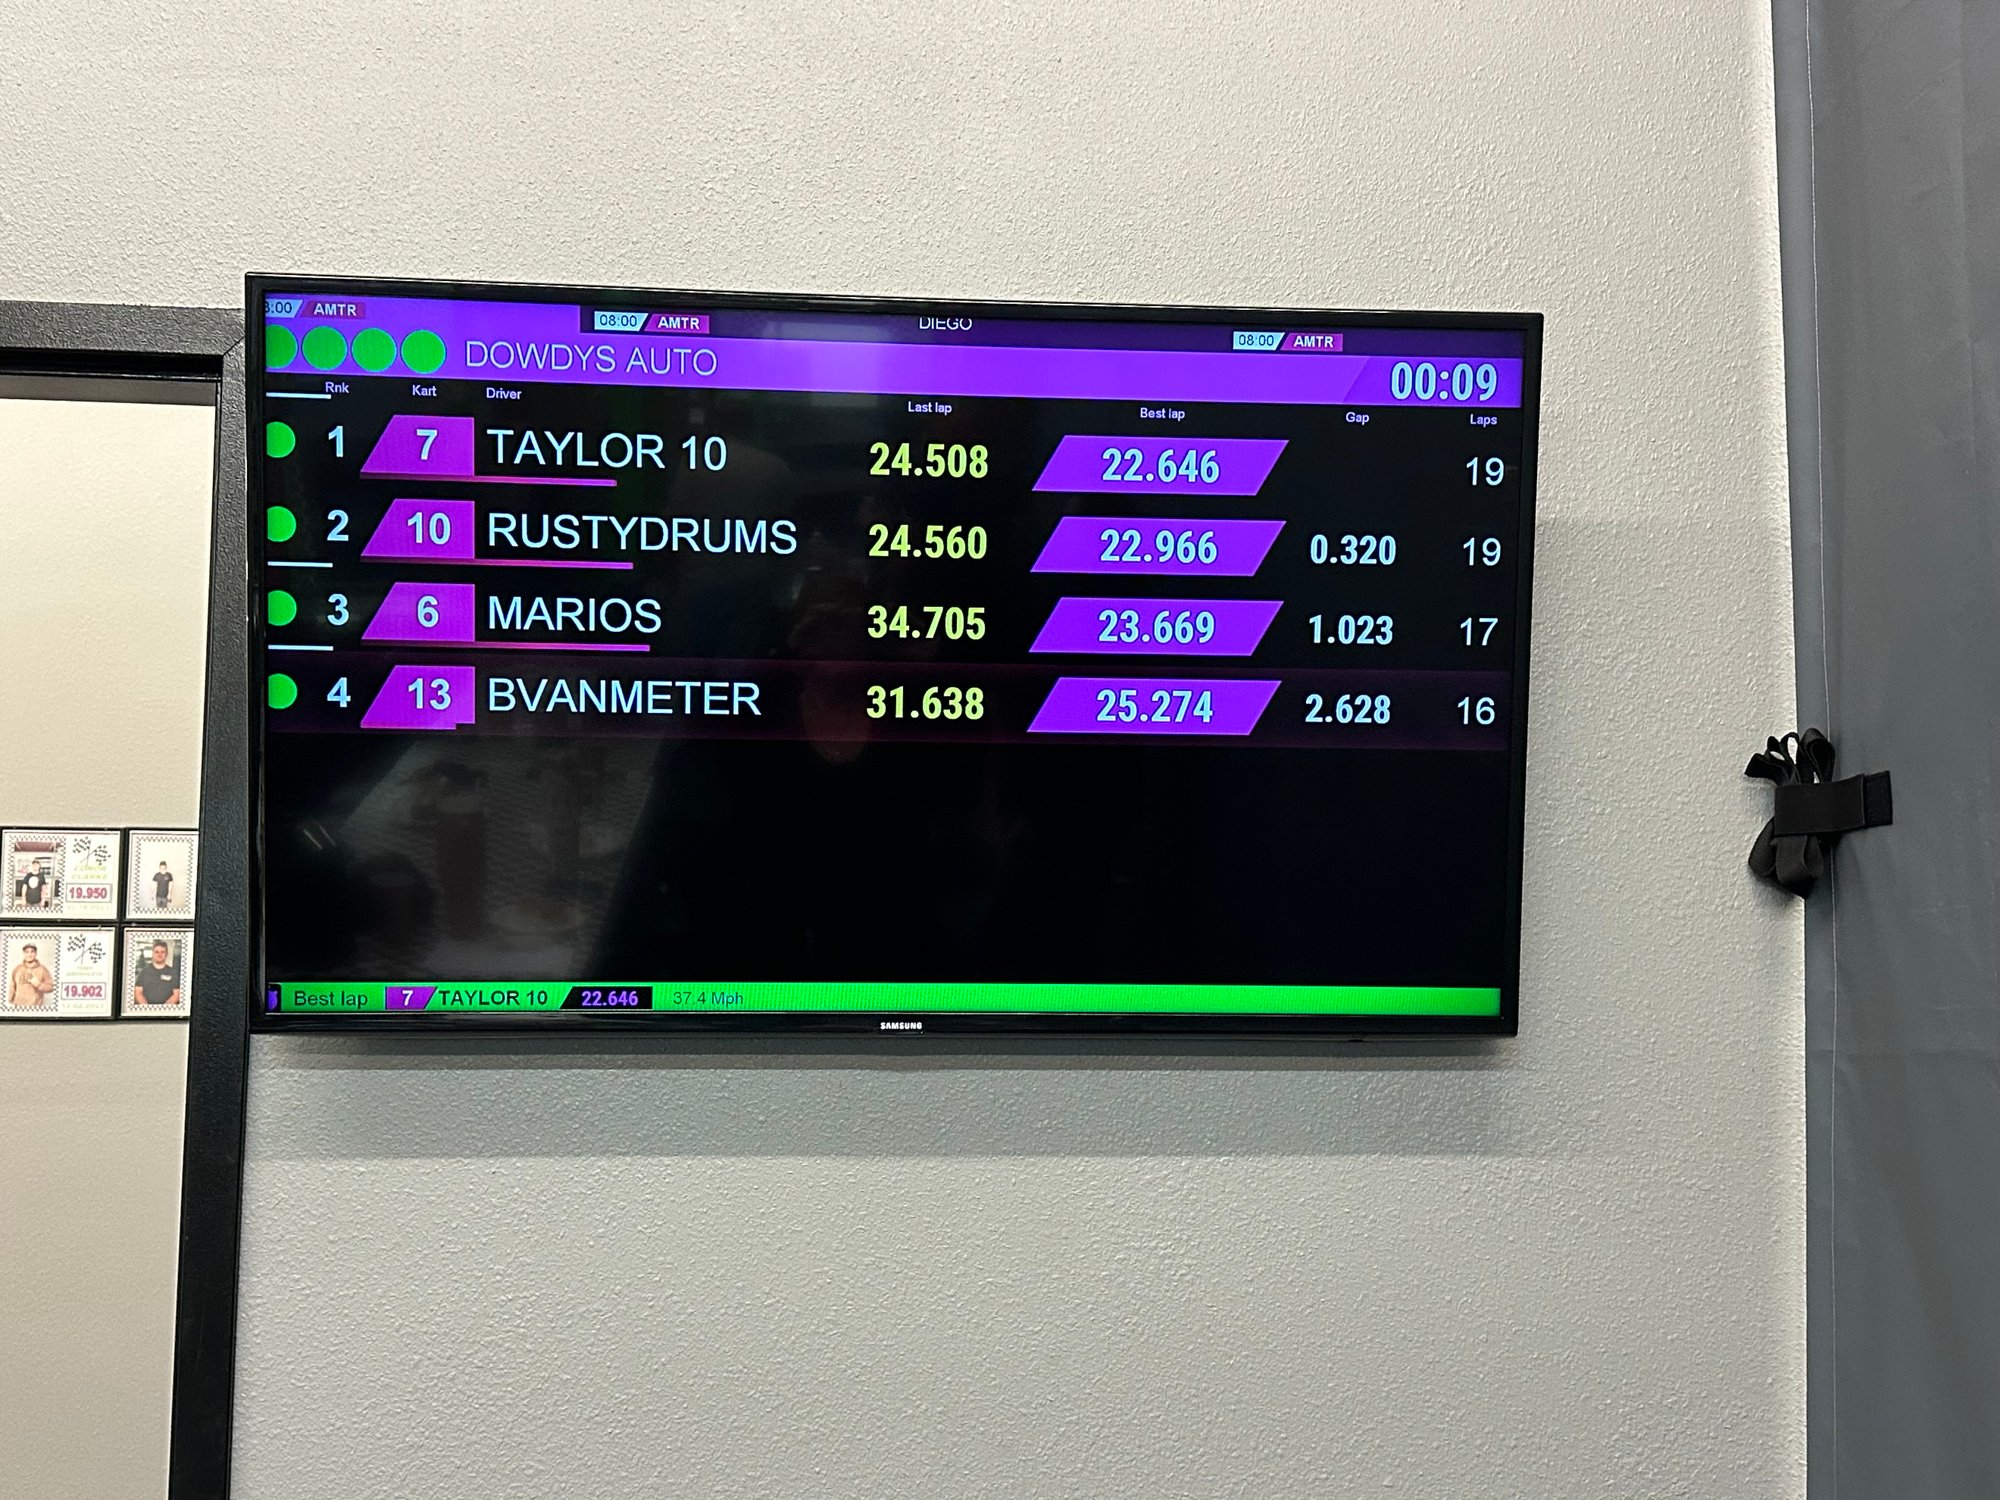 :00 AMTR 08:00 AMTR DIEGO 08:00 AMTR
DOWDYS AUTO 00:09
Rnk Kart Driver Last lap Best lap Gap Laps
1 7 TAYLOR 10 24.508 22.646 19
2 10 RUSTYDRUMS 24.560 22.966 0.320 19
3 6 MARIOS 34.705 23.669 1.023 17
4 13 BVANMETER 31.638 25.274 2.628 16
Best lap 7 TAYLOR 10 22.646 37.4 Mph
SAMSUNG
19.950
19.902